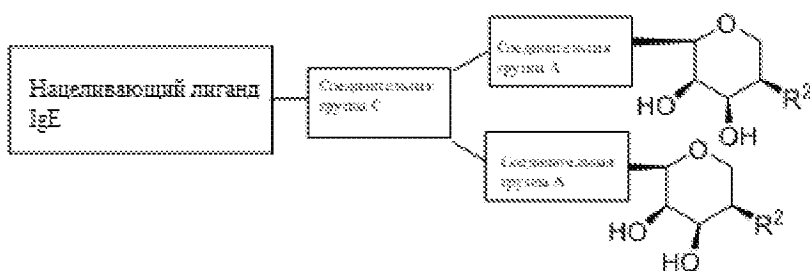 Нацеливающий лиганд
IgE
Соединительная
группа C
Соединительная
группа A
O
HO
OH
R2
Соединительная
группа A
O
HO
HO
R2